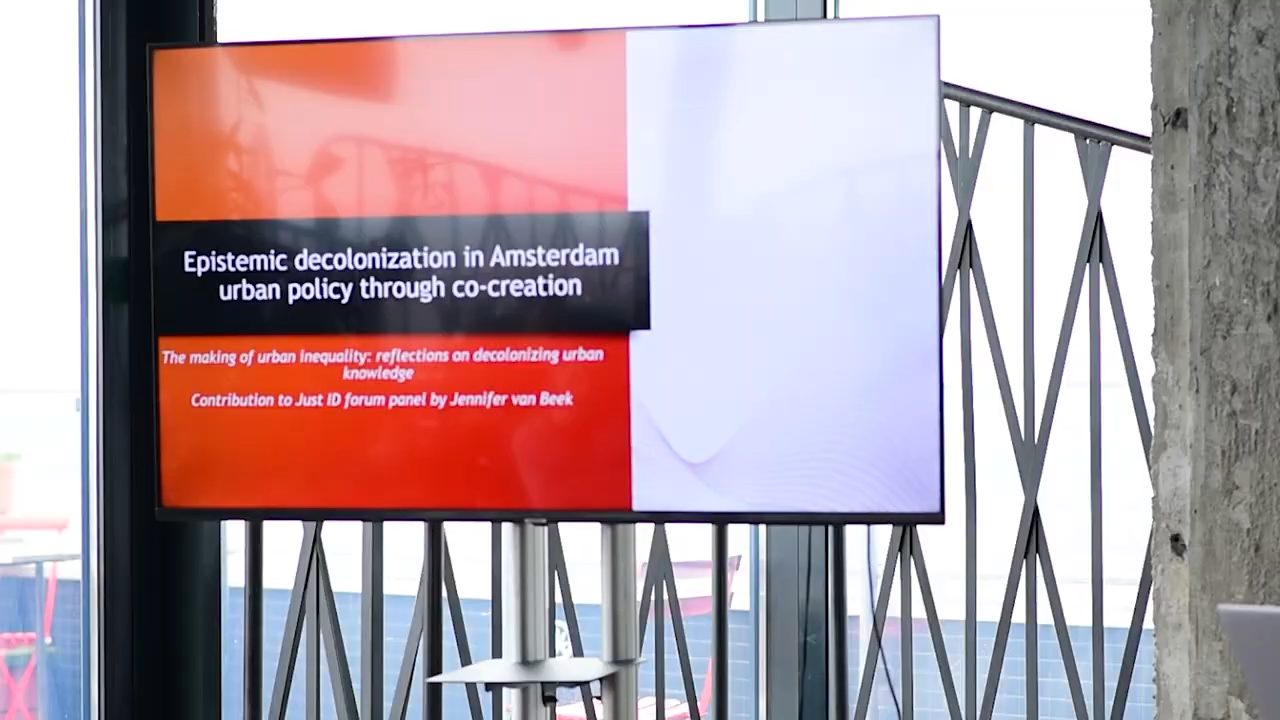 Epistemic decolonization in Amsterdam
urban policy through co-creation
The making of urban inequality: reflections on decolonizing urban
knowledge
Contribution to Just ID forum panel by Jennifer van Beek